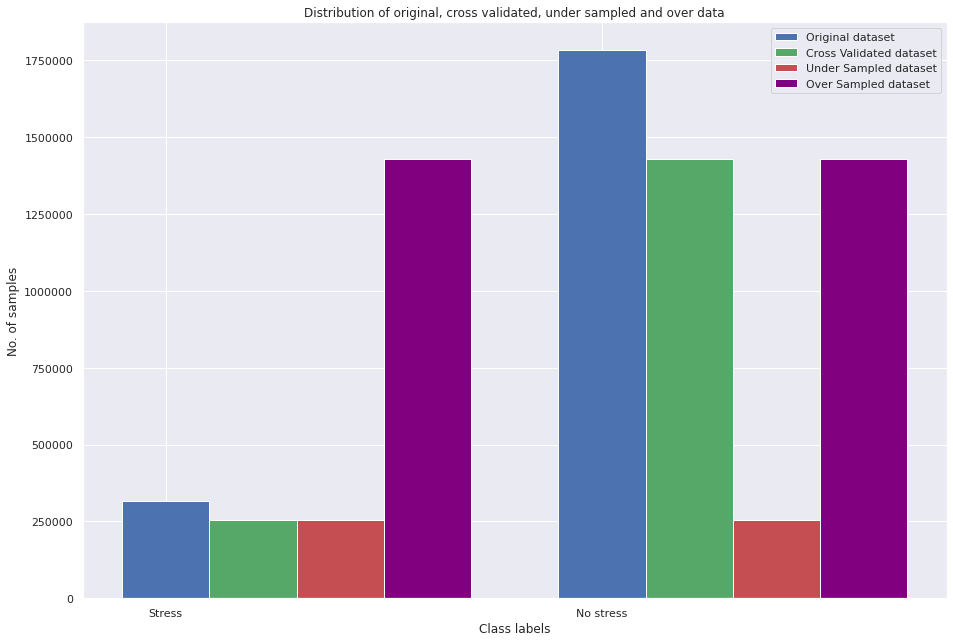 Distribution of original, cross validated, under sampled and over data
Original dataset
Cross Validated dataset
Under Sampled dataset
Over Sampled dataset
1750000
1500000
1250000
1000000
750000
500000
250000
0
No. of samples
Stress
No stress
Class labels